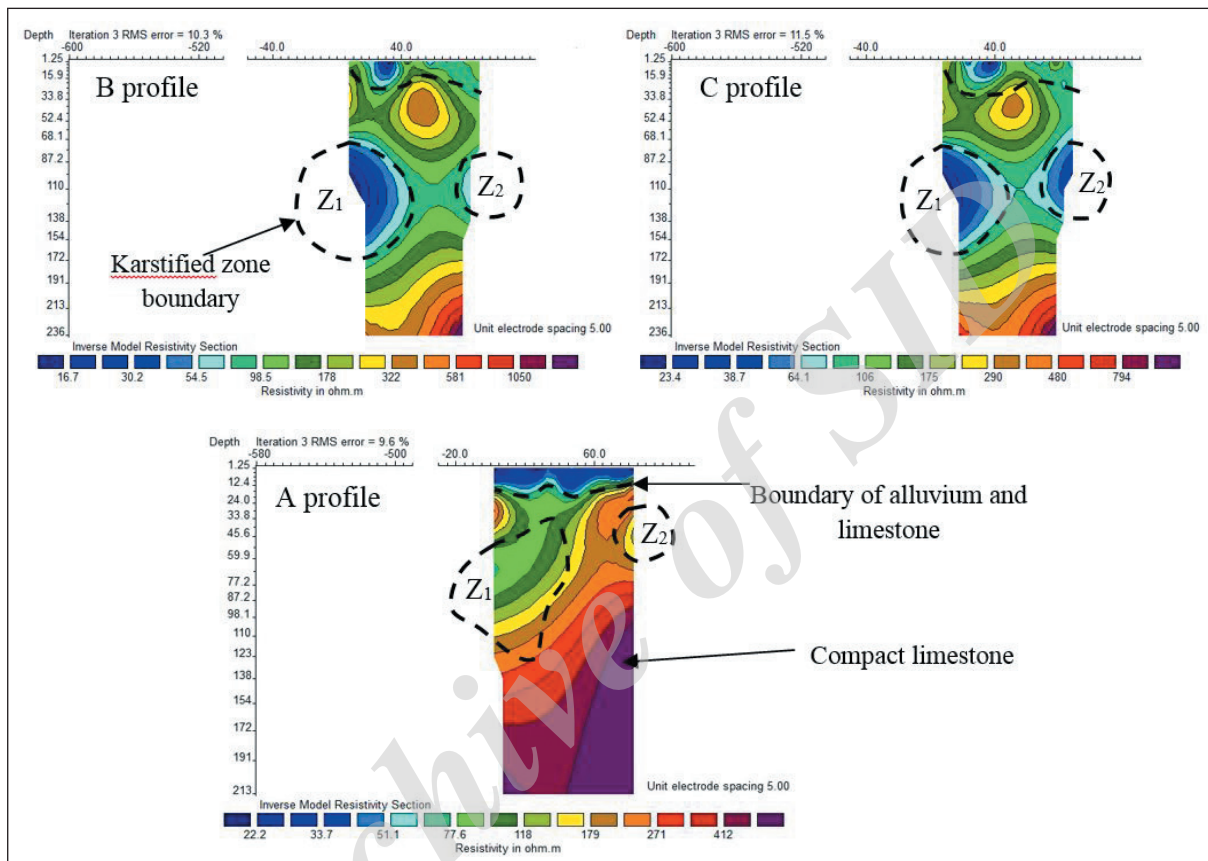 Depth Iteration 3 RMS error = 10.3 %
-600 -520 -40.0 40.0
1.25
15.9
33.8
52.4
68.1
87.2
110
138
154
172
191
213
236
B profile
Z1
Z2
Karstified zone
boundary
Unit electrode spacing 5.00
Inverse Model Resistivity Section
16.7 30.2 54.5 98.5 178 322 581 1050
Resistivity in ohm.m
Depth Iteration 3 RMS error = 11.5 %
-600 -520 -40.0 40.0
1.25
15.9
33.8
52.4
68.1
87.2
110
138
154
172
191
213
236
C profile
Z1
Z2
Unit electrode spacing 5.00
Inverse Model Resistivity Section
23.4 38.7 64.1 106 175 290 480 794
Resistivity in ohm.m
Depth Iteration 3 RMS error = 9.6 %
-580 -500 -20.0 60.0
1.25
12.4
24.0
33.8
45.6
59.9
77.2
87.2
98.1
110
123
138
154
172
191
213
A profile
Z1
Z2
Boundary of alluvium and
limestone
Compact limestone
Unit electrode spacing 5.00
Inverse Model Resistivity Section
22.2 33.7 51.1 77.6 118 179 271 412
Resistivity in ohm.m
chive of SID